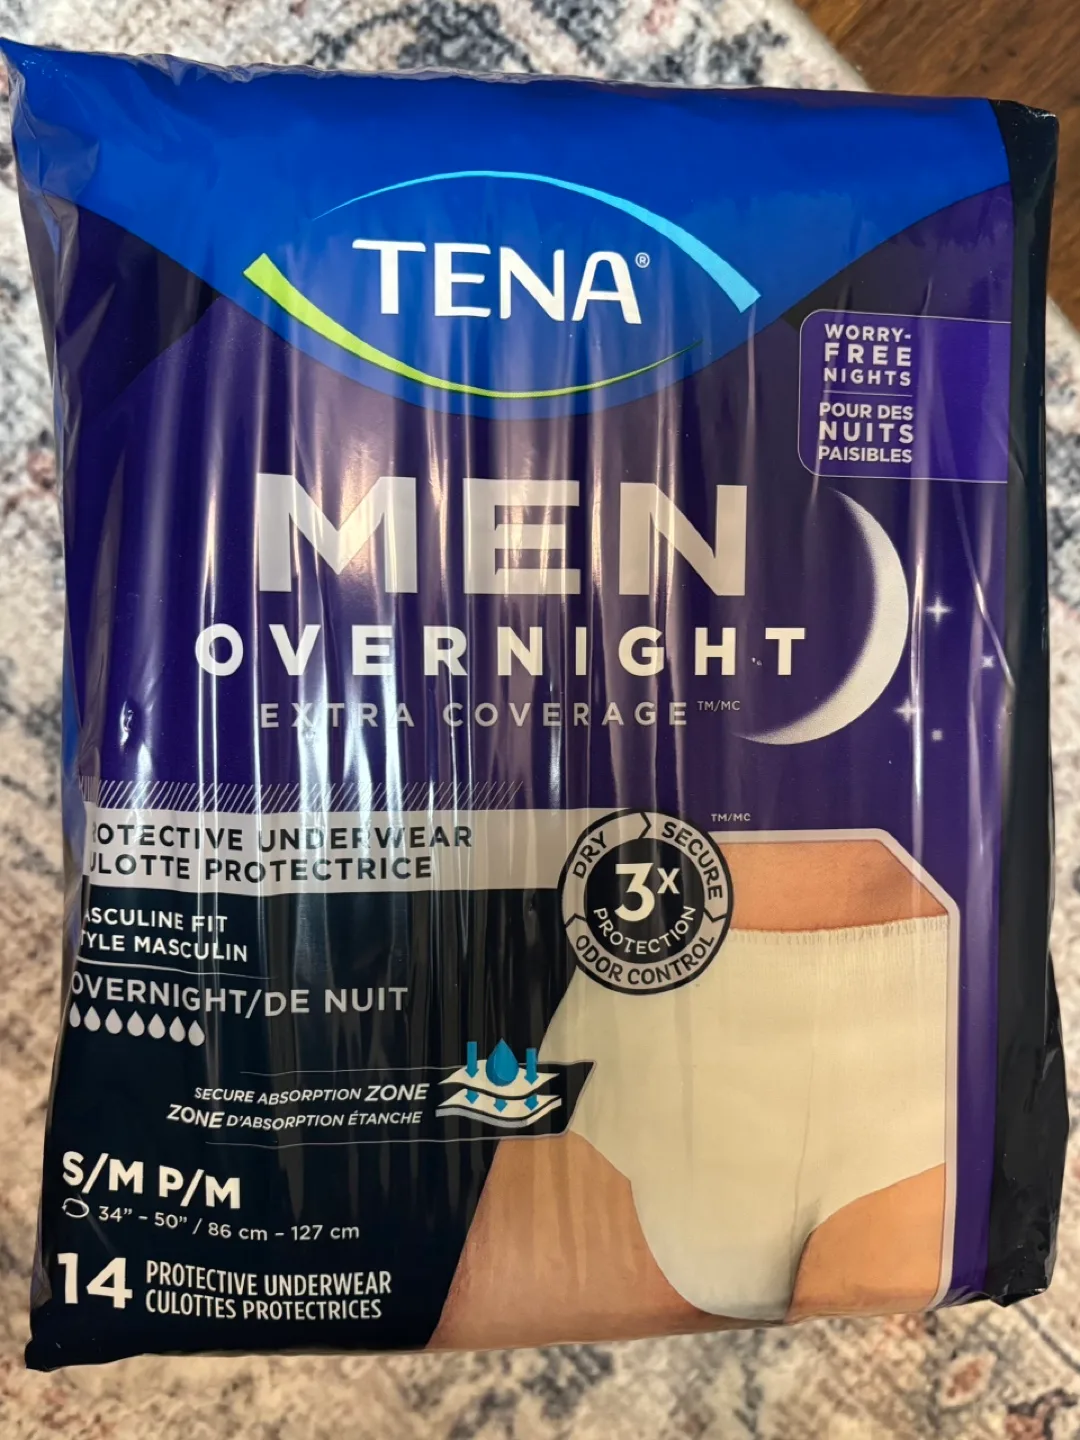 TENA®
WORRY-
FREE
NIGHTS
POUR DES
NUITS
PAISIBLES
MEN
OVERNIGHT
EXTRA COVERAGE™/MC
OTECTIVE UNDERWEAR
ULOTTE PROTECTRICE
ASCULINE FIT
TYLE MASCULIN
OVERNIGHT/DE NUIT
TM/MC
DRY
SECURE
ODOR CONTROL
3X
PROTECTION
SECURE ABSORPTION ZONE
ZONE D'ABSORPTION ÉTANCHE
S/M P/M
34" - 50" / 86 cm - 127 cm
14 PROTECTIVE UNDERWEAR
CULOTTES PROTECTRICES